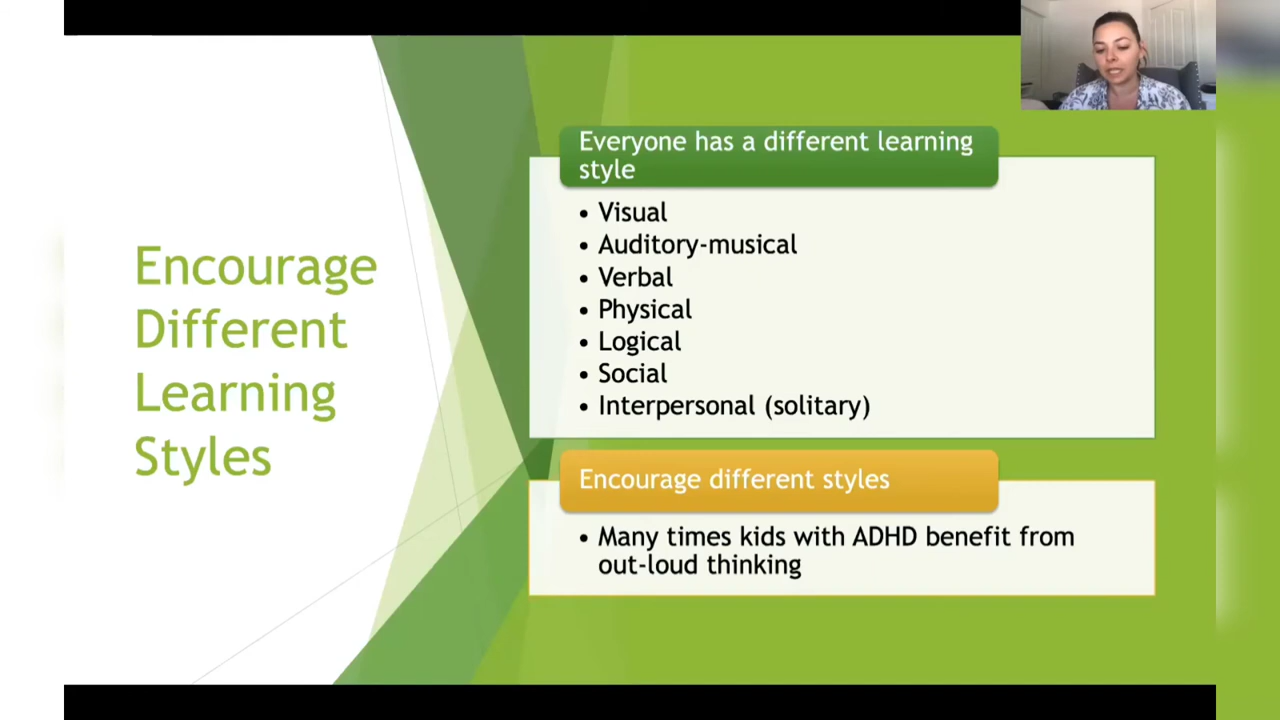 Encourage
Different
Learning
Styles
Everyone has a different learning
style
• Visual
• Auditory-musical
• Verbal
• Physical
• Logical
• Social
• Interpersonal (solitary)
Encourage different styles
• Many times kids with ADHD benefit from
out-loud thinking